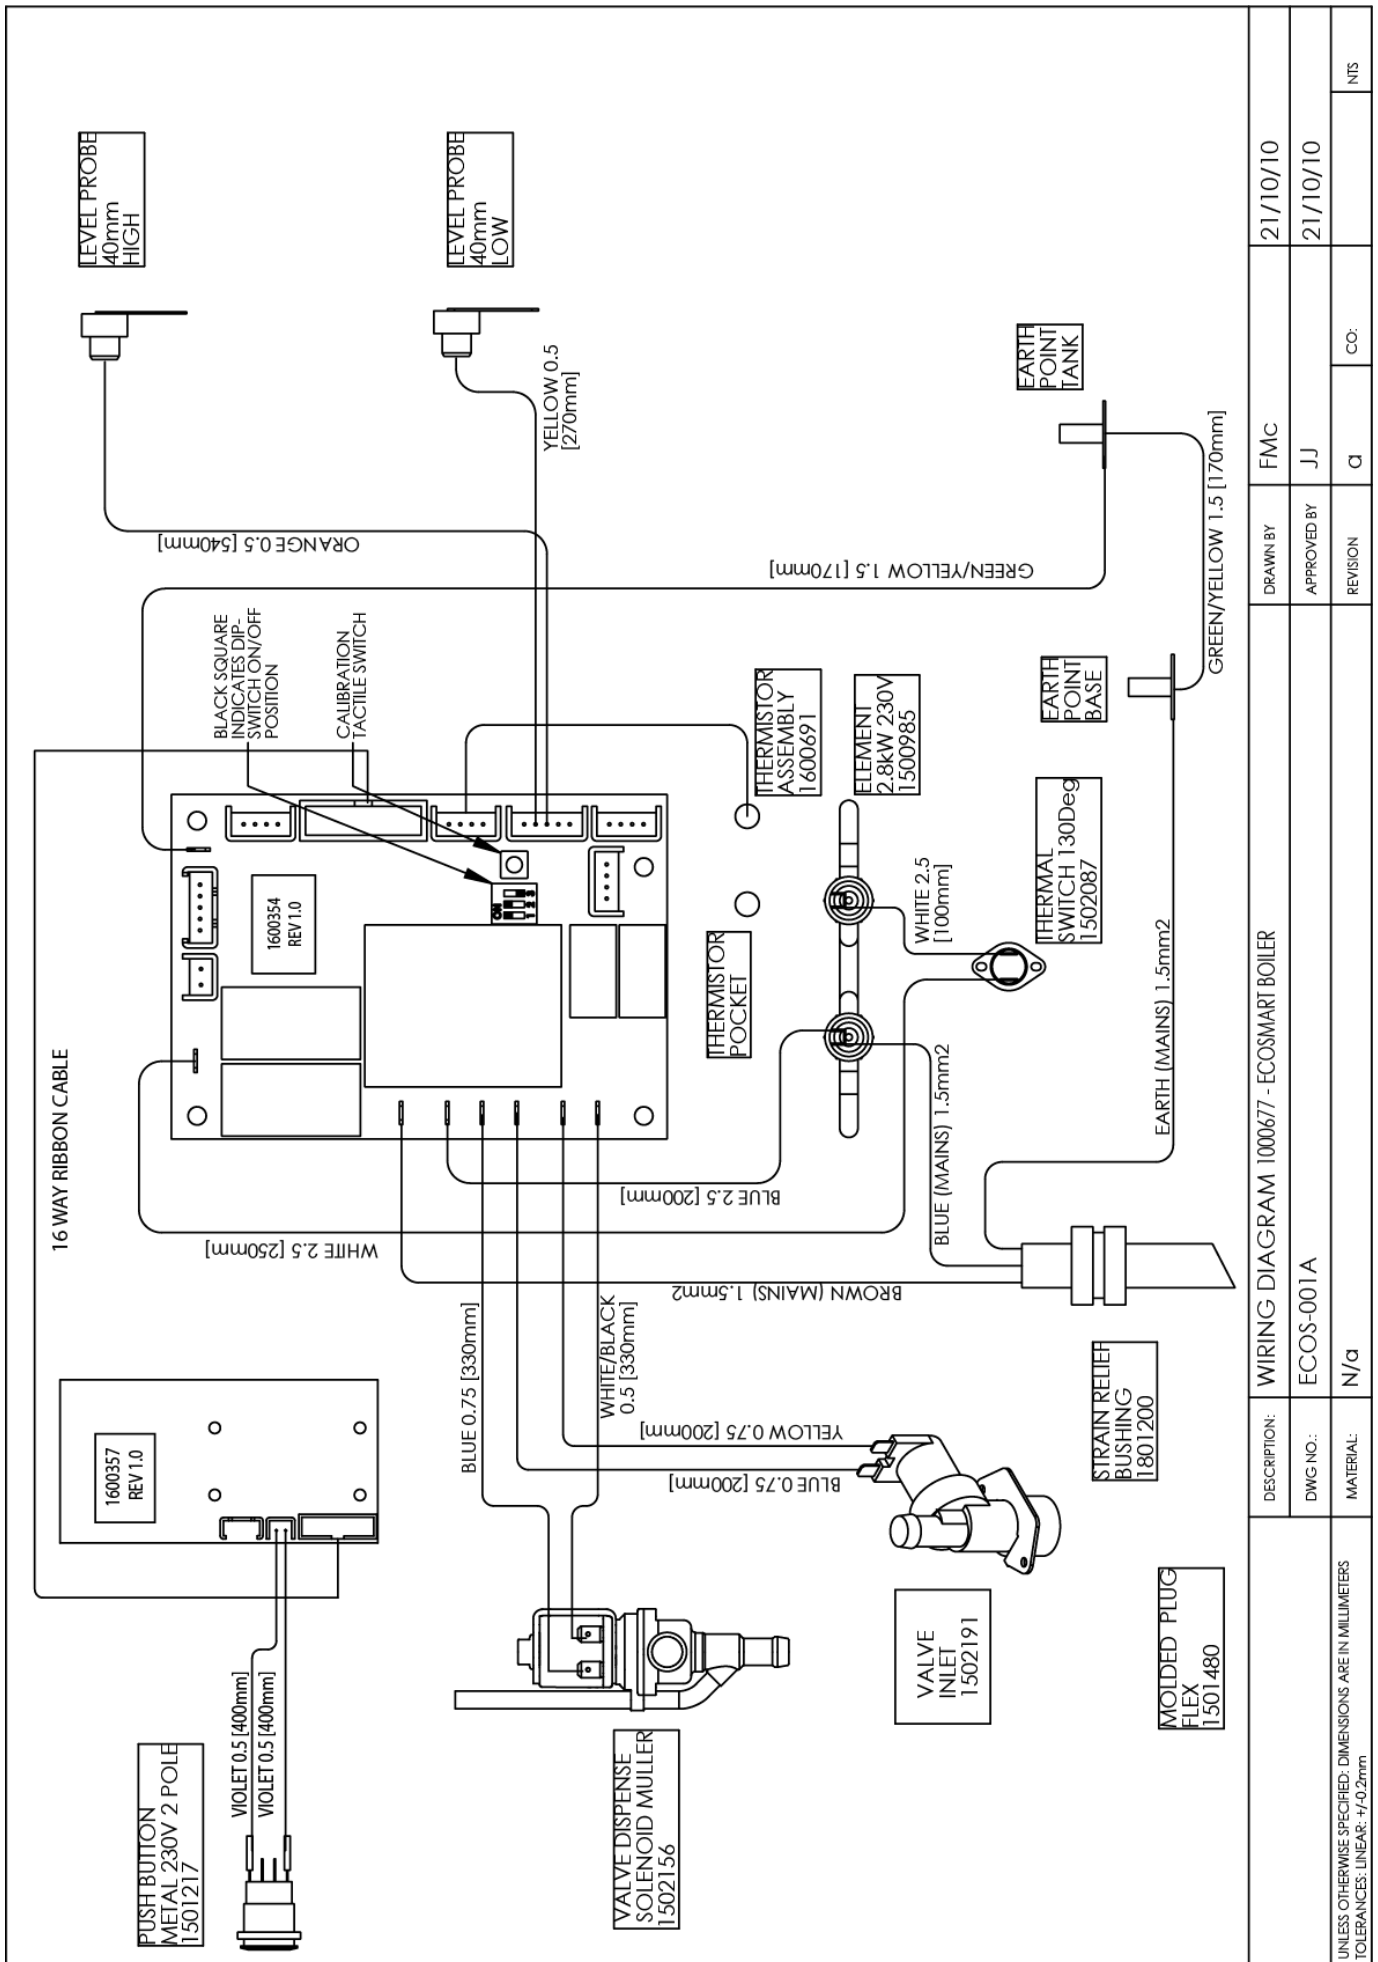 PUSH BUTTON
METAL 230V 2 POLE
1501217
VIOLET 0.5 [400mm]
VIOLET 0.5 [400mm]
1600357
REV 1.0
16 WAY RIBBON CABLE
1600354
REV 1.0
ON
1
2
3
BLACK SQUARE
INDICATES DIP-
SWITCH ON/OFF
POSITION
CALIBRATION
TACTILE SWITCH
LEVEL PROBE
40mm
HIGH
ORANGE 0.5 [540mm]
LEVEL PROBE
40mm
LOW
YELLOW 0.5
[270mm]
WHITE 2.5 [250mm]
VALVE DISPENSE
SOLENOID MULLER
1502156
BLUE 0.75 [330mm]
WHITE/BLACK
0.5 [330mm]
YELLOW 0.75 [200mm]
BLUE 0.75 [200mm]
BLUE 2.5 [200mm]
BROWN (MAINS) 1.5mm2
THERMISTOR
POCKET
THERMISTOR
ASSEMBLY
1600691
ELEMENT
2.8kW 230V
1500985
GREEN/YELLOW 1.5 [170mm]
VALVE
INLET
1502191
BLUE (MAINS) 1.5mm2
WHITE 2.5
[100mm]
THERMAL
SWITCH 130Deg
1502087
EARTH
POINT
BASE
EARTH
POINT
TANK
STRAIN RELIEF
BUSHING
1801200
EARTH (MAINS) 1.5mm2
GREEN/YELLOW 1.5 [170mm]
MOLDED PLUG
FLEX
1501480
UNLESS OTHERWISE SPECIFIED: DIMENSIONS ARE IN MILLIMETERS
TOLERANCES: LINEAR: +/-0.2mm
DESCRIPTION:
WIRING DIAGRAM 1000677 - ECOSMART BOILER
DRAWN BY
FMc
21/10/10
DWG NO.:
ECOS-001A
APPROVED BY
JJ
21/10/10
MATERIAL:
N/a
REVISION
a
CO:
NTS